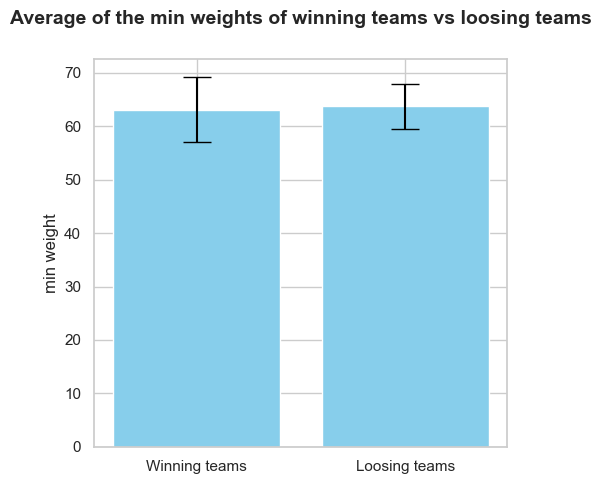 Average of the min weights of winning teams vs loosing teams
70
60
50
40
30
20
10
0
min weight
Winning teams
Loosing teams